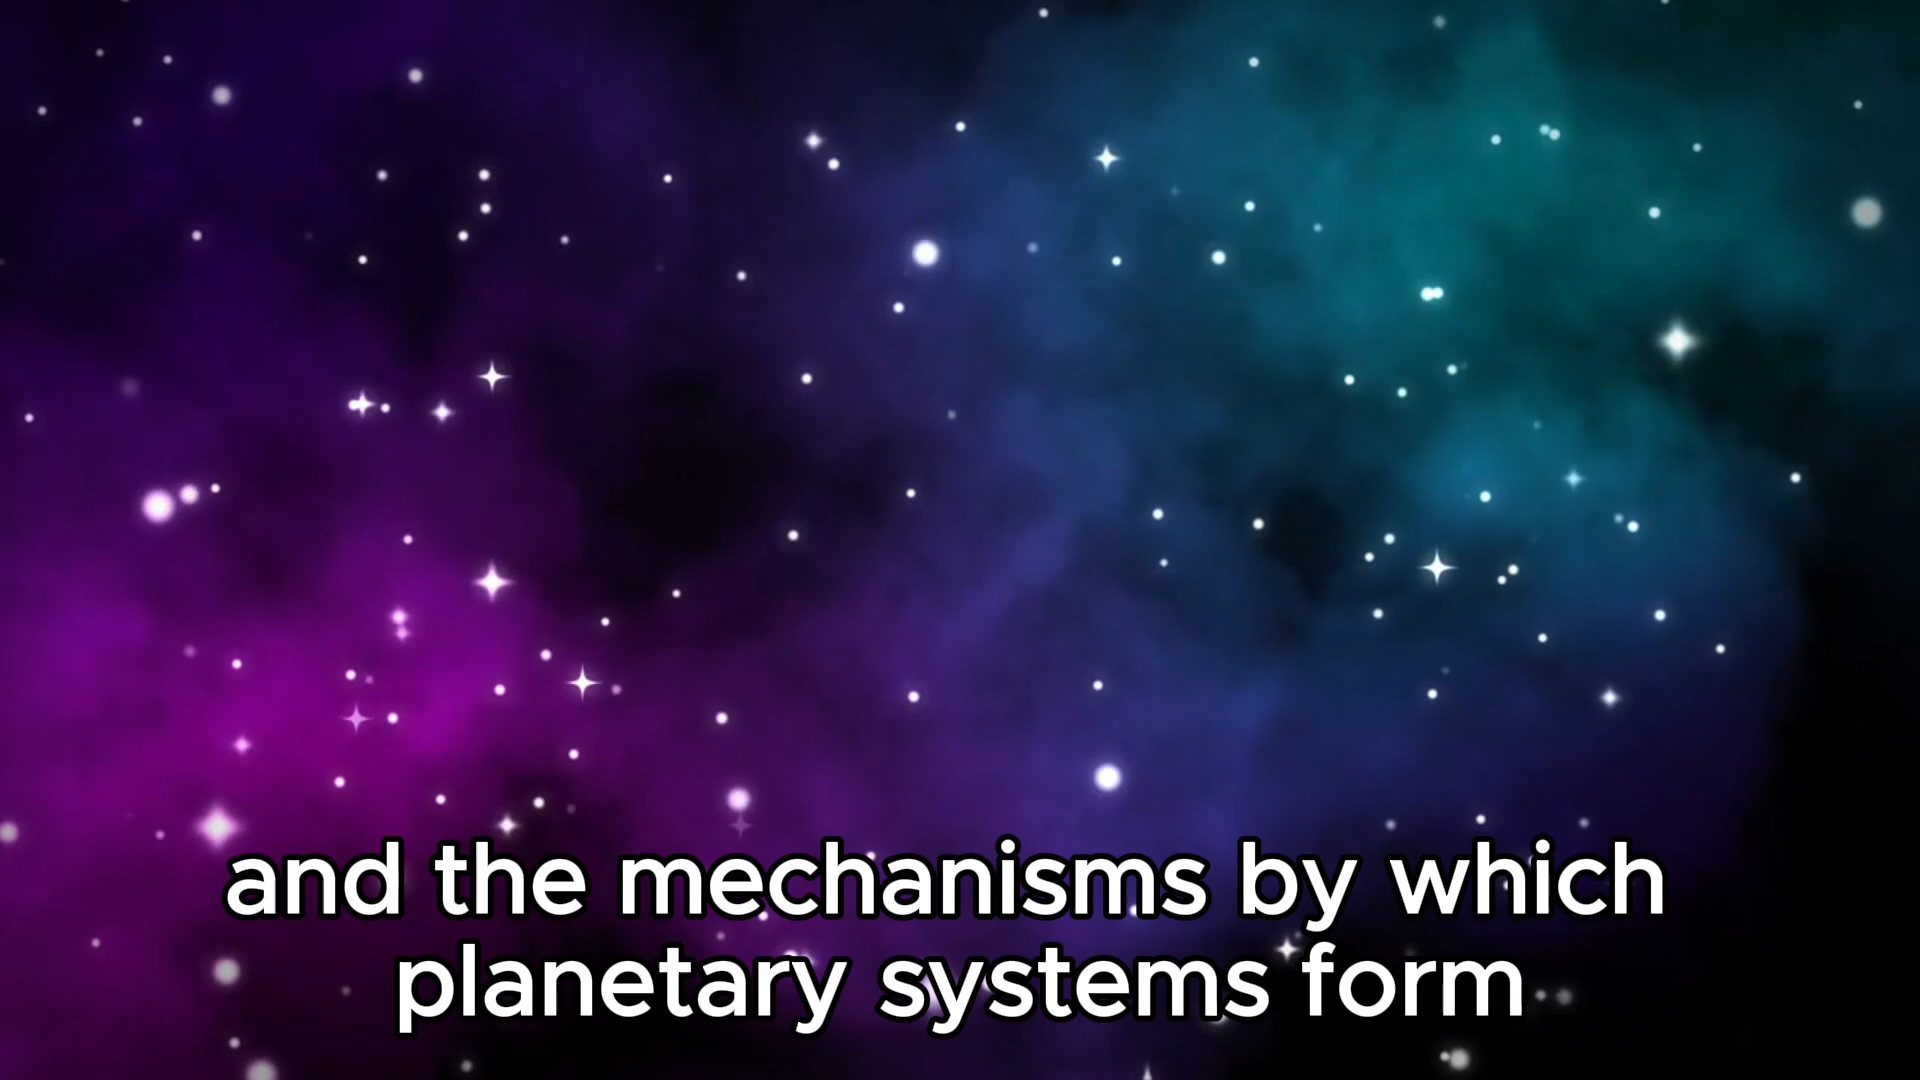 and the mechanisms by which
planetary systems form